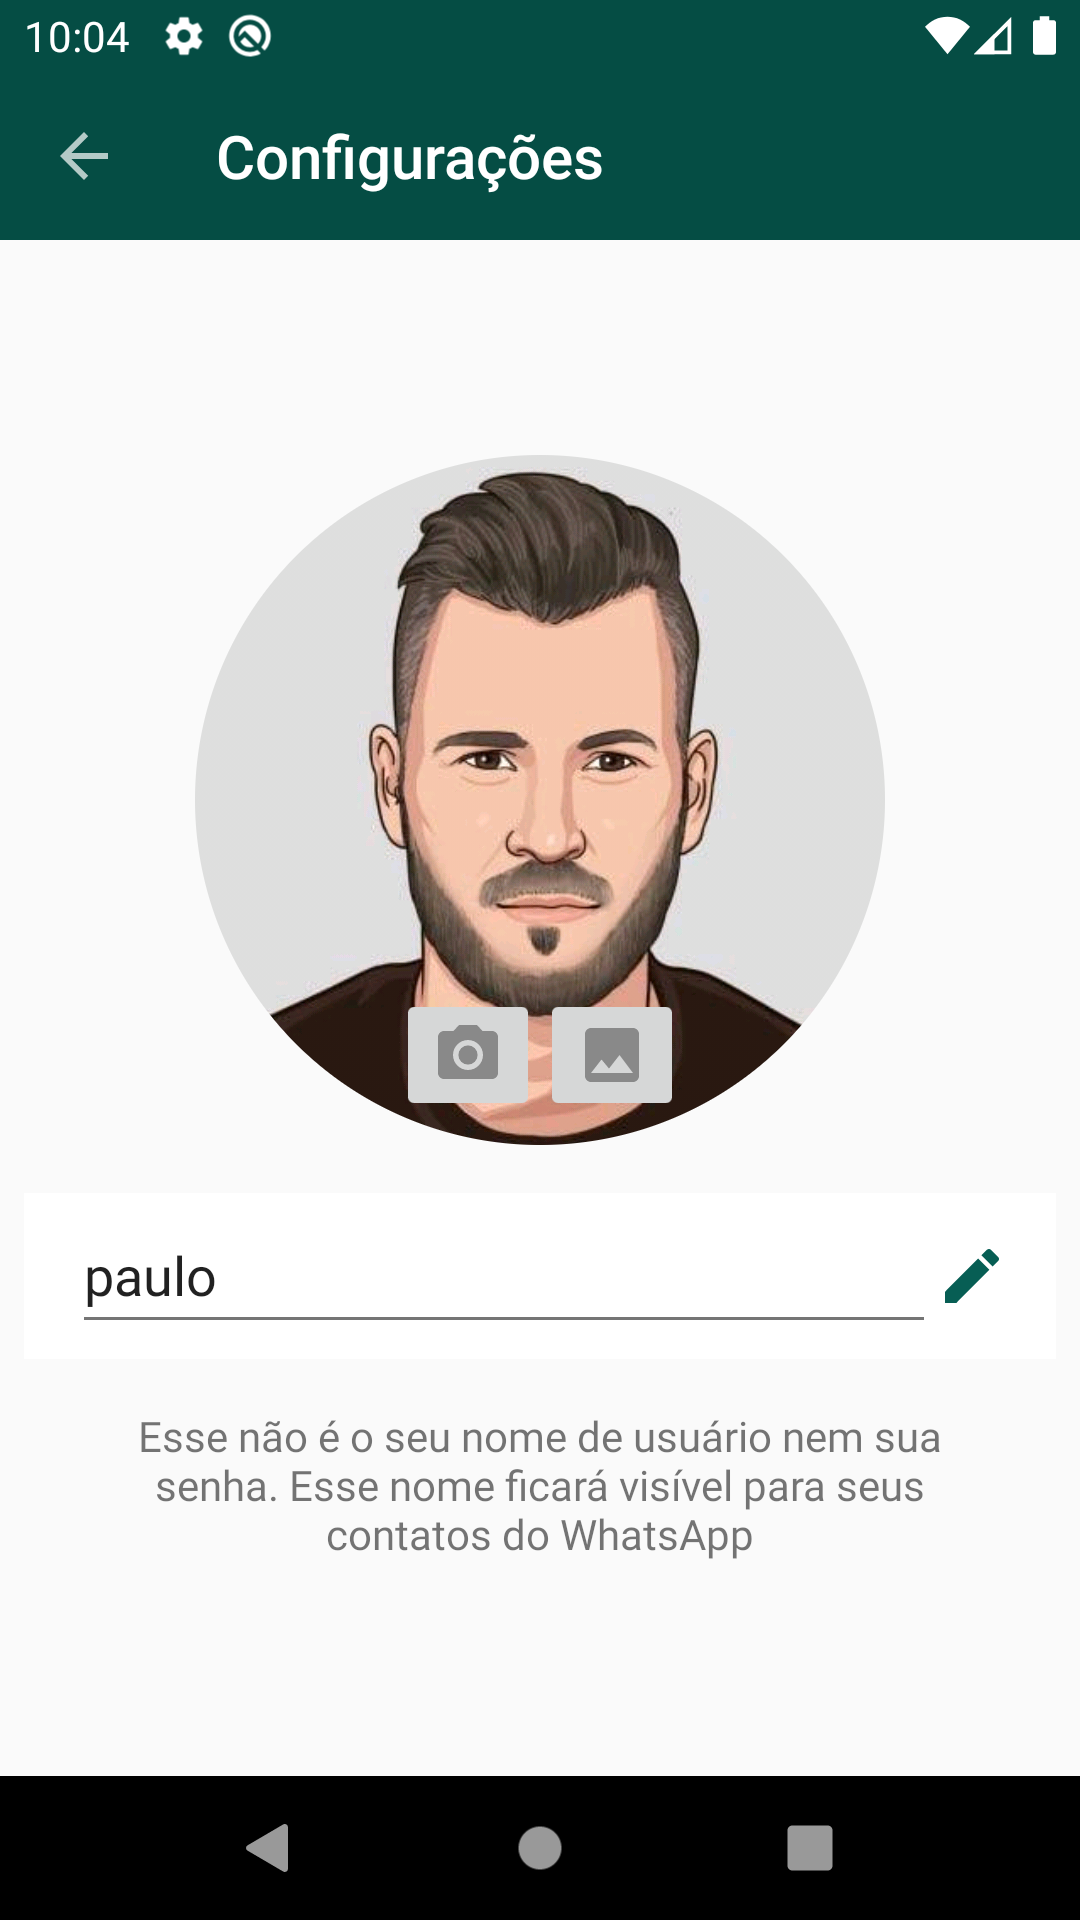 10:04
Configurações
paulo
Esse não é o seu nome de usuário nem sua
senha. Esse nome ficará visível para seus
contatos do WhatsApp